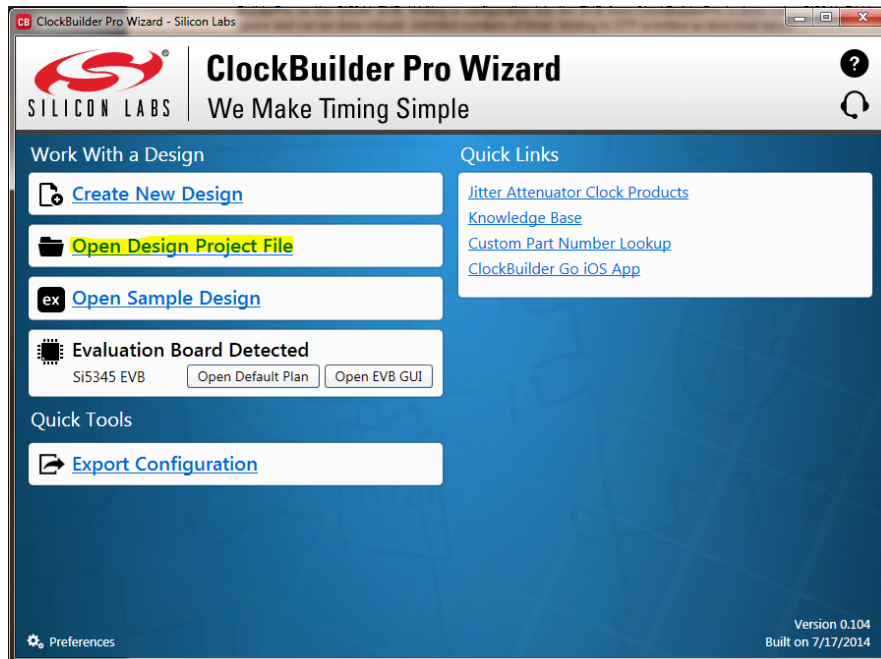 CB ClockBuilder Pro Wizard - Silicon Labs
SILICON LABS
ClockBuilder Pro Wizard
We Make Timing Simple
?
Work With a Design
Create New Design
Open Design Project File
ex Open Sample Design
Evaluation Board Detected
Si5345 EVB Open Default Plan Open EVB GUI
Quick Tools
Export Configuration
Quick Links
Jitter Attenuator Clock Products
Knowledge Base
Custom Part Number Lookup
ClockBuilder Go iOS App
Preferences
Version 0.104
Built on 7/17/2014